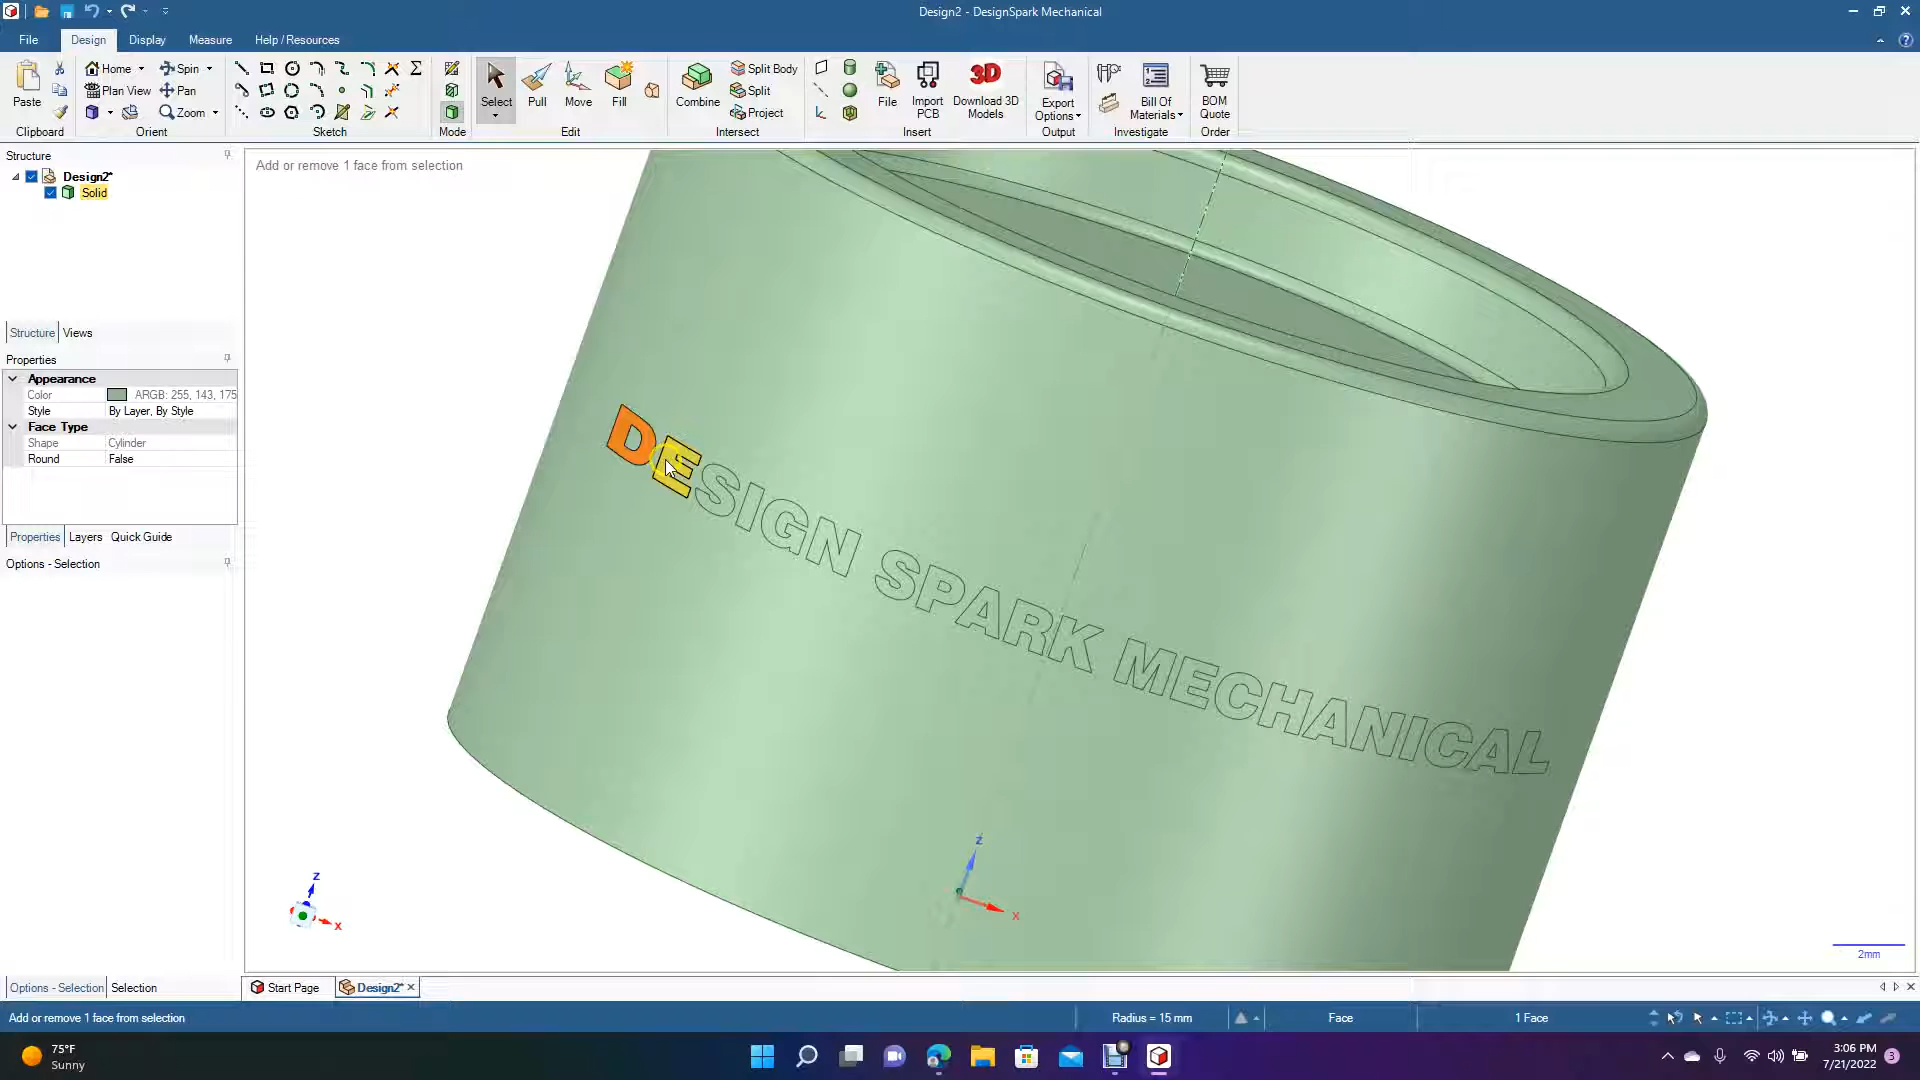 Design2 - DesignSpark Mechanical
File Design Display Measure Help / Resources
Paste
Clipboard
Home Spin
Plan View Pan
Zoom
Orient
Sketch
Mode
Select Pull Move Fill
Edit
Combine Split Body
Split
Project
Intersect
File Import PCB 3D Download 3D Models
Insert
Export Options
Output
Bill Of Materials
Investigate
BOM Quote
Order
Structure
Design2*
Solid
Structure Views
Properties
Appearance
Color ARGB: 255, 143, 175
Style By Layer, By Style
Face Type
Shape Cylinder
Round False
Properties Layers Quick Guide
Options - Selection
Add or remove 1 face from selection
DESIGN SPARK MECHANICAL
z
x
z
x
2mm
Options - Selection Selection
Start Page Design2*
Add or remove 1 face from selection Radius = 15 mm Face 1 Face
75°F
Sunny
3:06 PM
7/21/2022 3